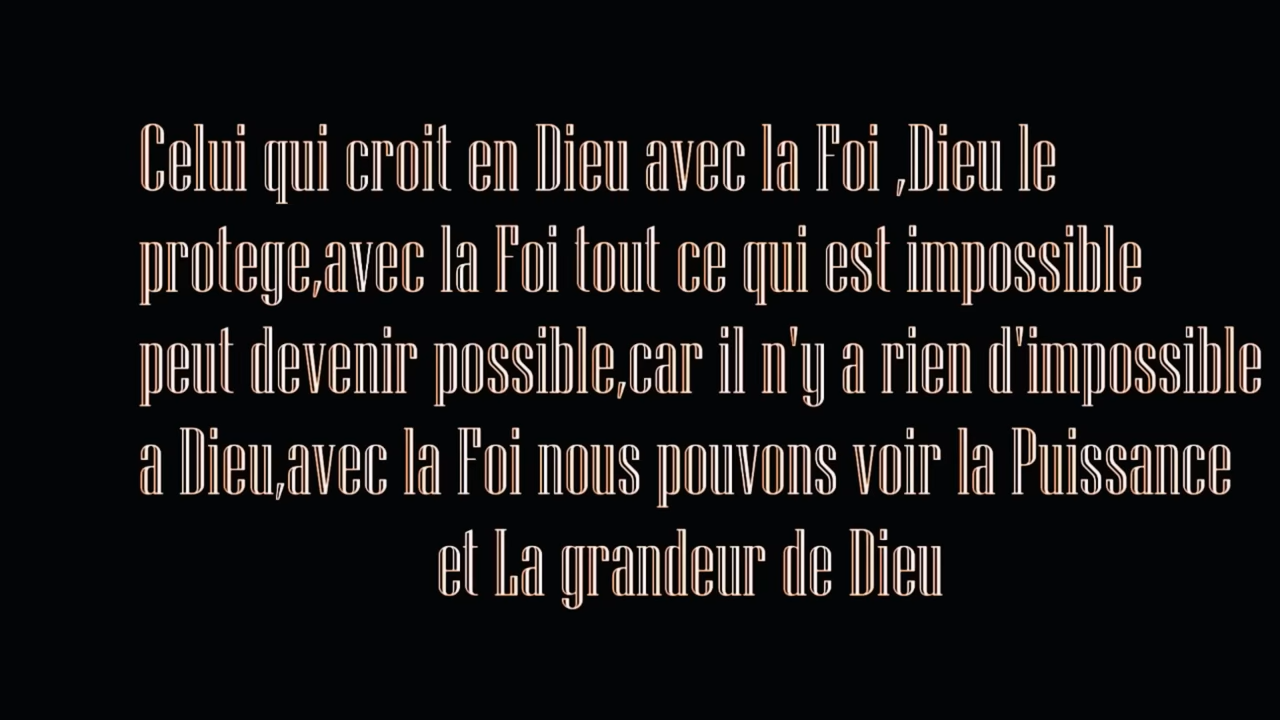 Celui qui croit en Dieu avec la Foi ,Dieu le
protege,avec la Foi tout ce qui est impossible
peut devenir possible,car il n'y a rien d'impossible
a Dieu,avec la Foi nous pouvons voir la Puissance
et La grandeur de Dieu